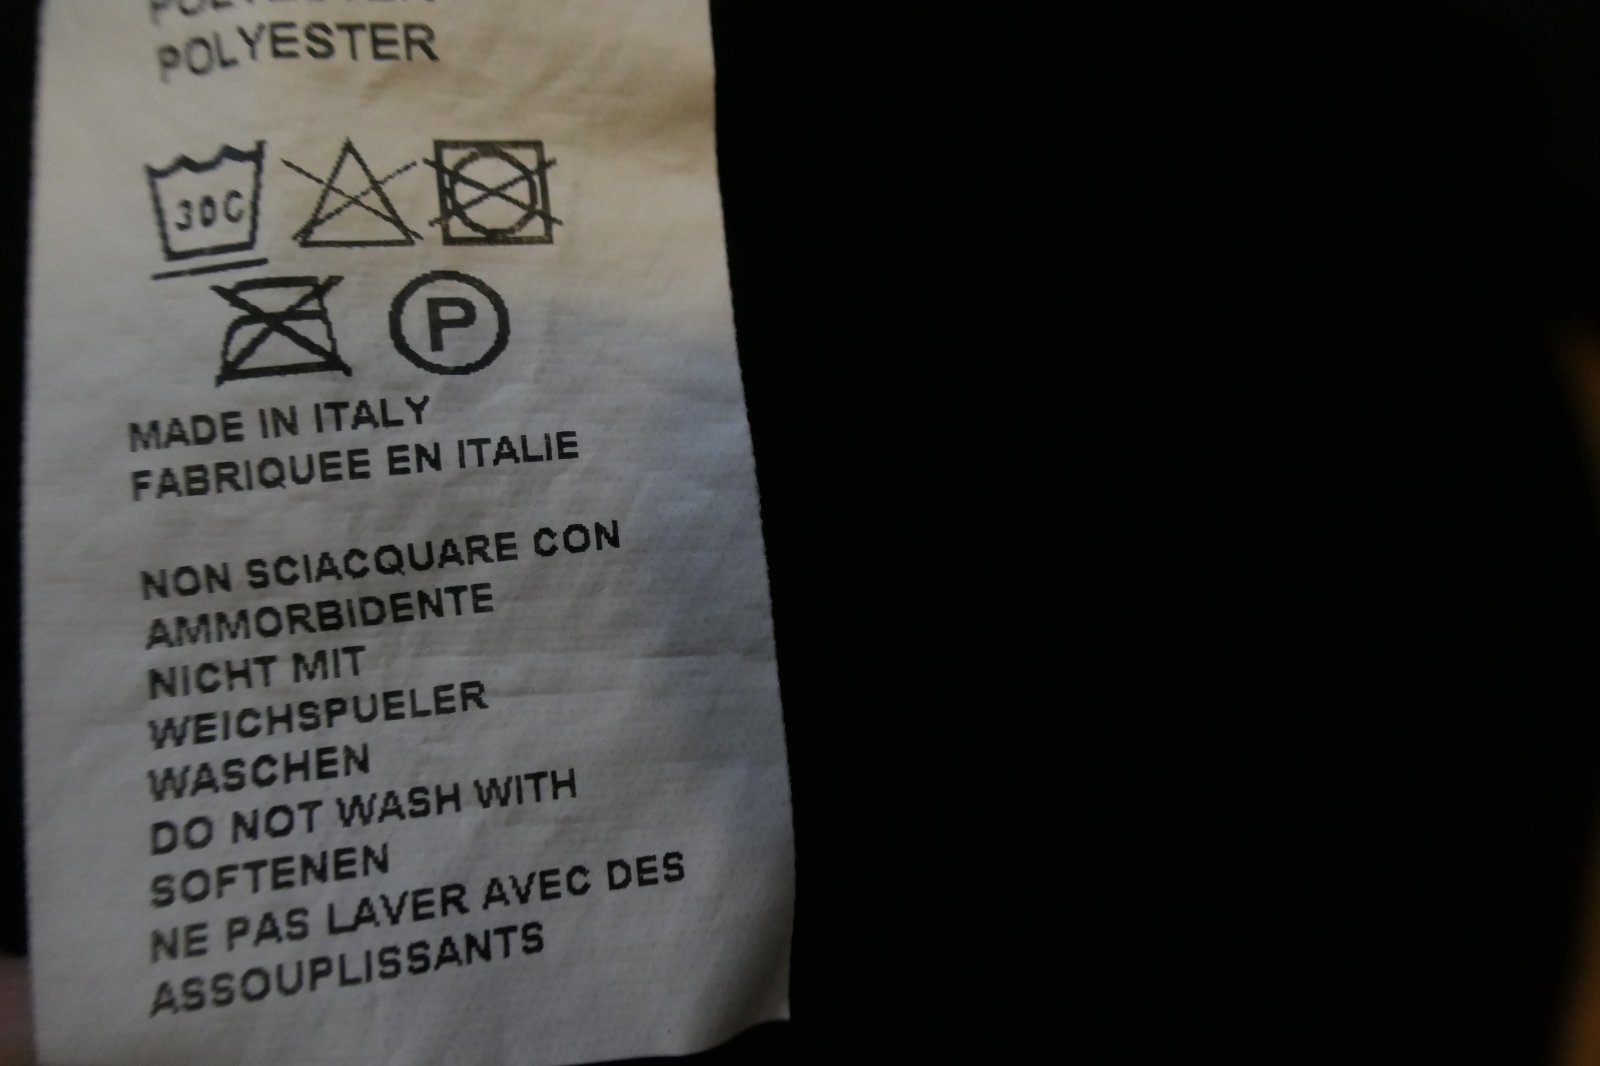 POLYESTER
POLYESTER
30C
P
MADE IN ITALY
FABRIQUEE EN ITALIE
NON SCIACQUARE CON
AMMORBIDENTE
NICHT MIT
WEICHSPUELER
WASCHEN
DO NOT WASH WITH
SOFTENEN
NE PAS LAVER AVEC DES
ASSOUPLISSANTS